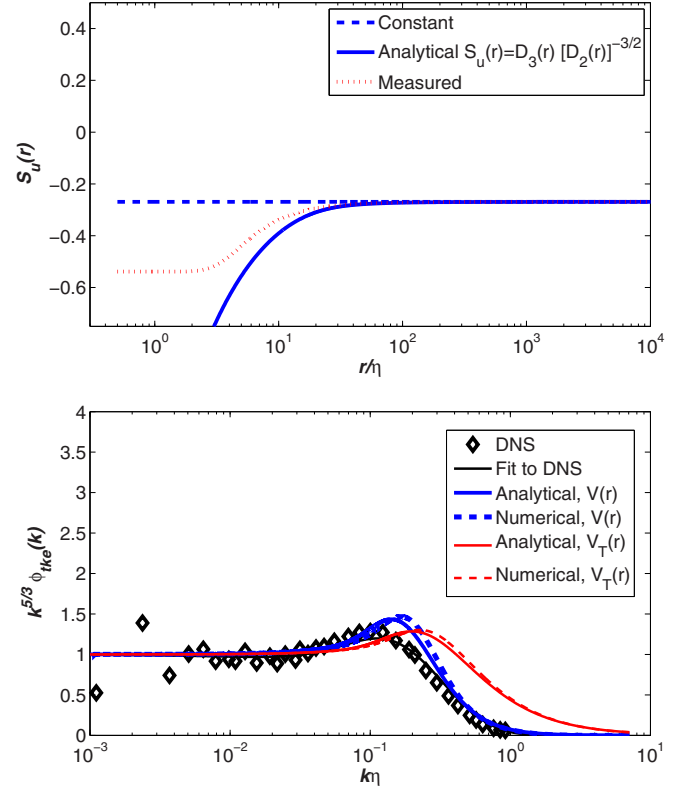 0.4
0.2
0
−0.2
−0.4
−0.6
S_u(r)
Constant
Analytical S_u(r)=D_3(r) [D_2(r)]^{−3/2}
Measured
10^0
10^1
10^2
10^3
10^4
r/η
4
3.5
3
2.5
2
1.5
1
0.5
0
k^{5/3} ϕ_{tke}(k)
DNS
Fit to DNS
Analytical, V(r)
Numerical, V(r)
Analytical, V_T(r)
Numerical, V_T(r)
10^{−3}
10^{−2}
10^{−1}
10^0
10^1
kη